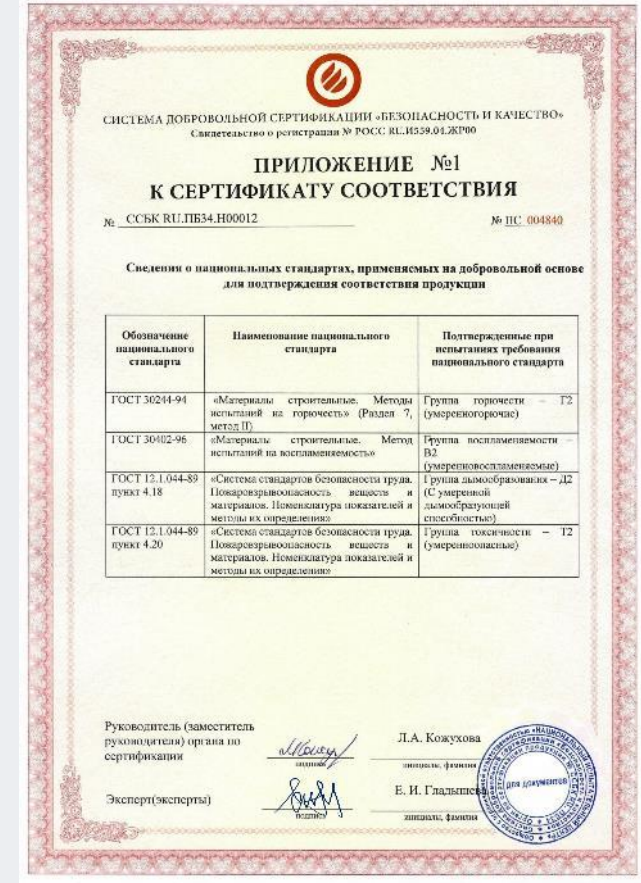 СИСТЕМА ДОБРОВОЛЬНОЙ СЕРТИФИКАЦИИ «БЕЗОПАСНОСТЬ И КАЧЕСТВО»
Свидетельство о регистрации № РОСС RU.И559.04.ЖР00
ПРИЛОЖЕНИЕ №1
К СЕРТИФИКАТУ СООТВЕТСТВИЯ
№ ССБК RU.ПБ34.Н00012
№ ПС 004840
Сведения о национальных стандартах, применяемых на добровольной основе
для подтверждения соответствия продукции
Обозначение
национального
стандарта
Наименование национального
стандарта
Подтвержденные при
испытаниях требования
национального стандарта
ГОСТ 30244-94
«Материалы строительные. Методы
испытаний на горючесть» (Раздел 7,
метод II)
Группа горючести – Г2
(умеренногорючие)
ГОСТ 30402-96
«Материалы строительные. Метод
испытаний на воспламеняемость»
Группа воспламеняемости –
В2
(умеренновоспламеняемые)
ГОСТ 12.1.044-89
пункт 4.18
«Система стандартов безопасности труда.
Пожаровзрывоопасность веществ и
материалов. Номенклатура показателей и
методы их определения»
Группа дымообразования – Д2
(С умеренной
дымообразующей
способностью)
ГОСТ 12.1.044-89
пункт 4.20
«Система стандартов безопасности труда.
Пожаровзрывоопасность веществ и
материалов. Номенклатура показателей и
методы их определения»
Группа токсичности – Т2
(умеренноопасные)
Руководитель (заместитель
руководителя) органа по
сертификации
подпись
Л.А. Кожухова
инициалы, фамилия
Эксперт(эксперты)
подпись
Е. И. Гладышева
инициалы, фамилия
Для документов